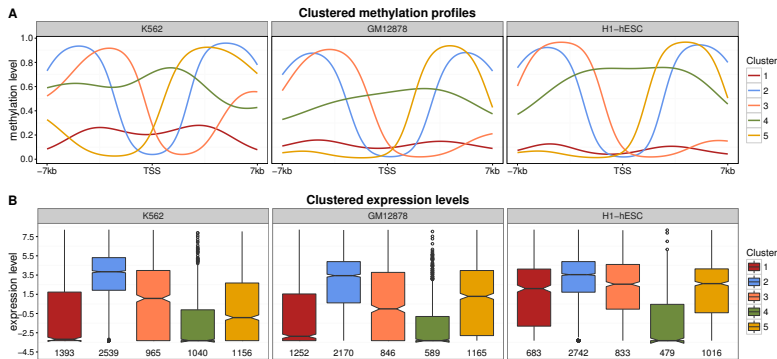 A Clustered methylation profiles
K562 GM12878 H1−hESC
methylation level
1.0
0.8
0.6
0.4
0.2
0.0
−7kb TSS 7kb −7kb TSS 7kb −7kb TSS 7kb
Cluster
1
2
3
4
5
B Clustered expression levels
K562 GM12878 H1−hESC
expression level
7.5
5.5
3.5
1.5
−0.5
−2.5
−4.5
1393 2539 965 1040 1156 1252 2170 846 589 1165 683 2742 833 479 1016
Cluster
1
2
3
4
5